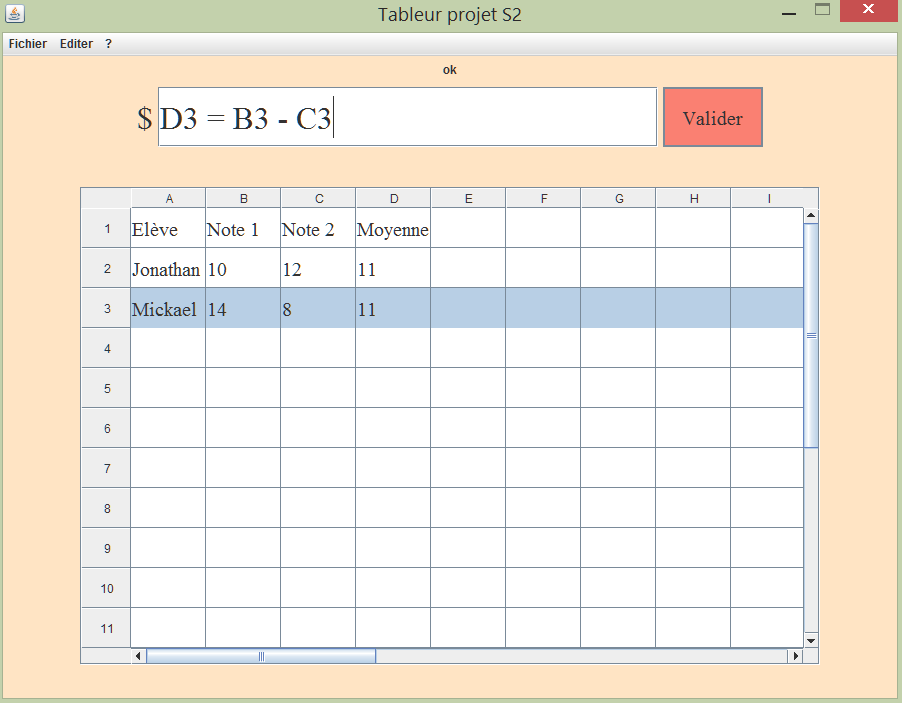 Tableur projet S2
Fichier Editer ?
ok
$ D3 = B3 - C3 Valider
A B C D E F G H I
1 Elève Note 1 Note 2 Moyenne
2 Jonathan 10 12 11
3 Mickael 14 8 11
4
5
6
7
8
9
10
11